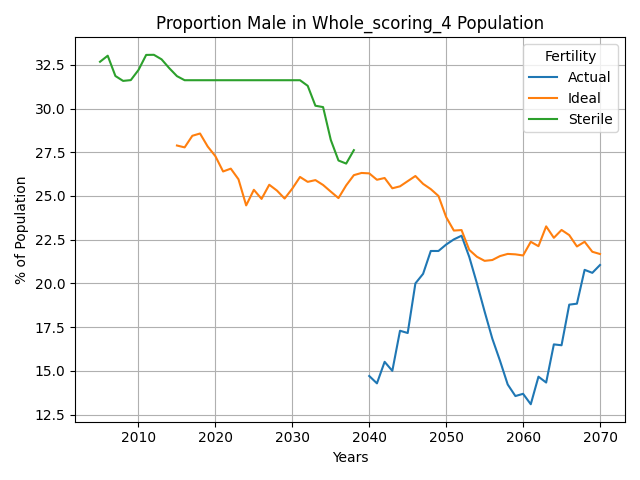 Proportion Male in Whole_scoring_4 Population
Fertility
Actual
Ideal
Sterile
% of Population
32.5
30.0
27.5
25.0
22.5
20.0
17.5
15.0
12.5
2010 2020 2030 2040 2050 2060 2070
Years